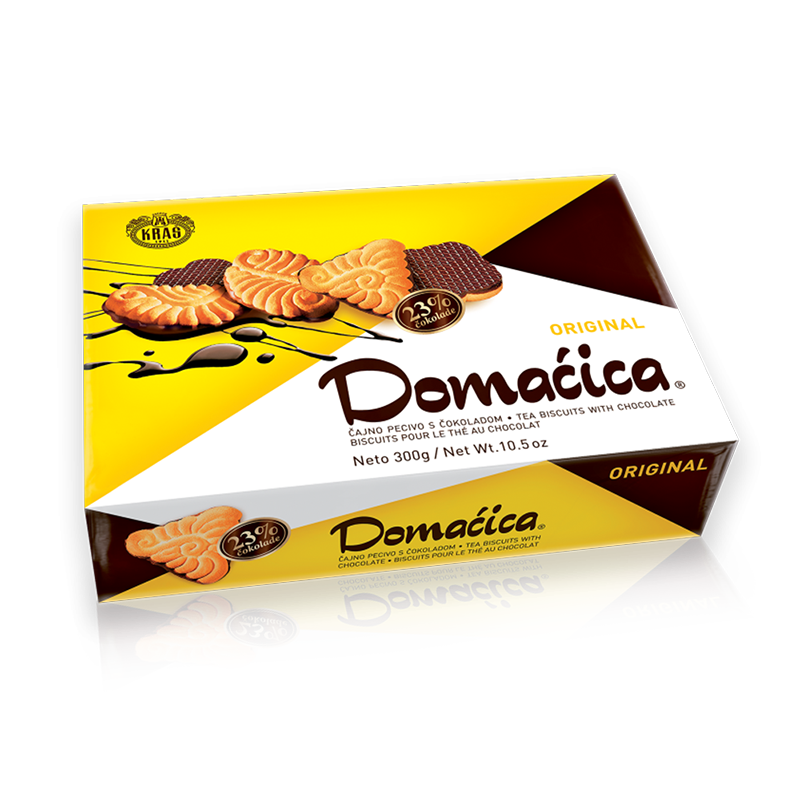 KRAŠ
1911
23%
čokolade
ORIGINAL
Domaćica®
ČAJNO PECIVO S ČOKOLADOM • TEA BISCUITS WITH CHOCOLATE
BISCUITS POUR LE THÉ AU CHOCOLAT
Neto 300g / Net Wt.10.5 oz
ORIGINAL
23%
čokolade
Domaćica®
ČAJNO PECIVO S ČOKOLADOM • TEA BISCUITS WITH
CHOCOLATE • BISCUITS POUR LE THÉ AU CHOCOLAT